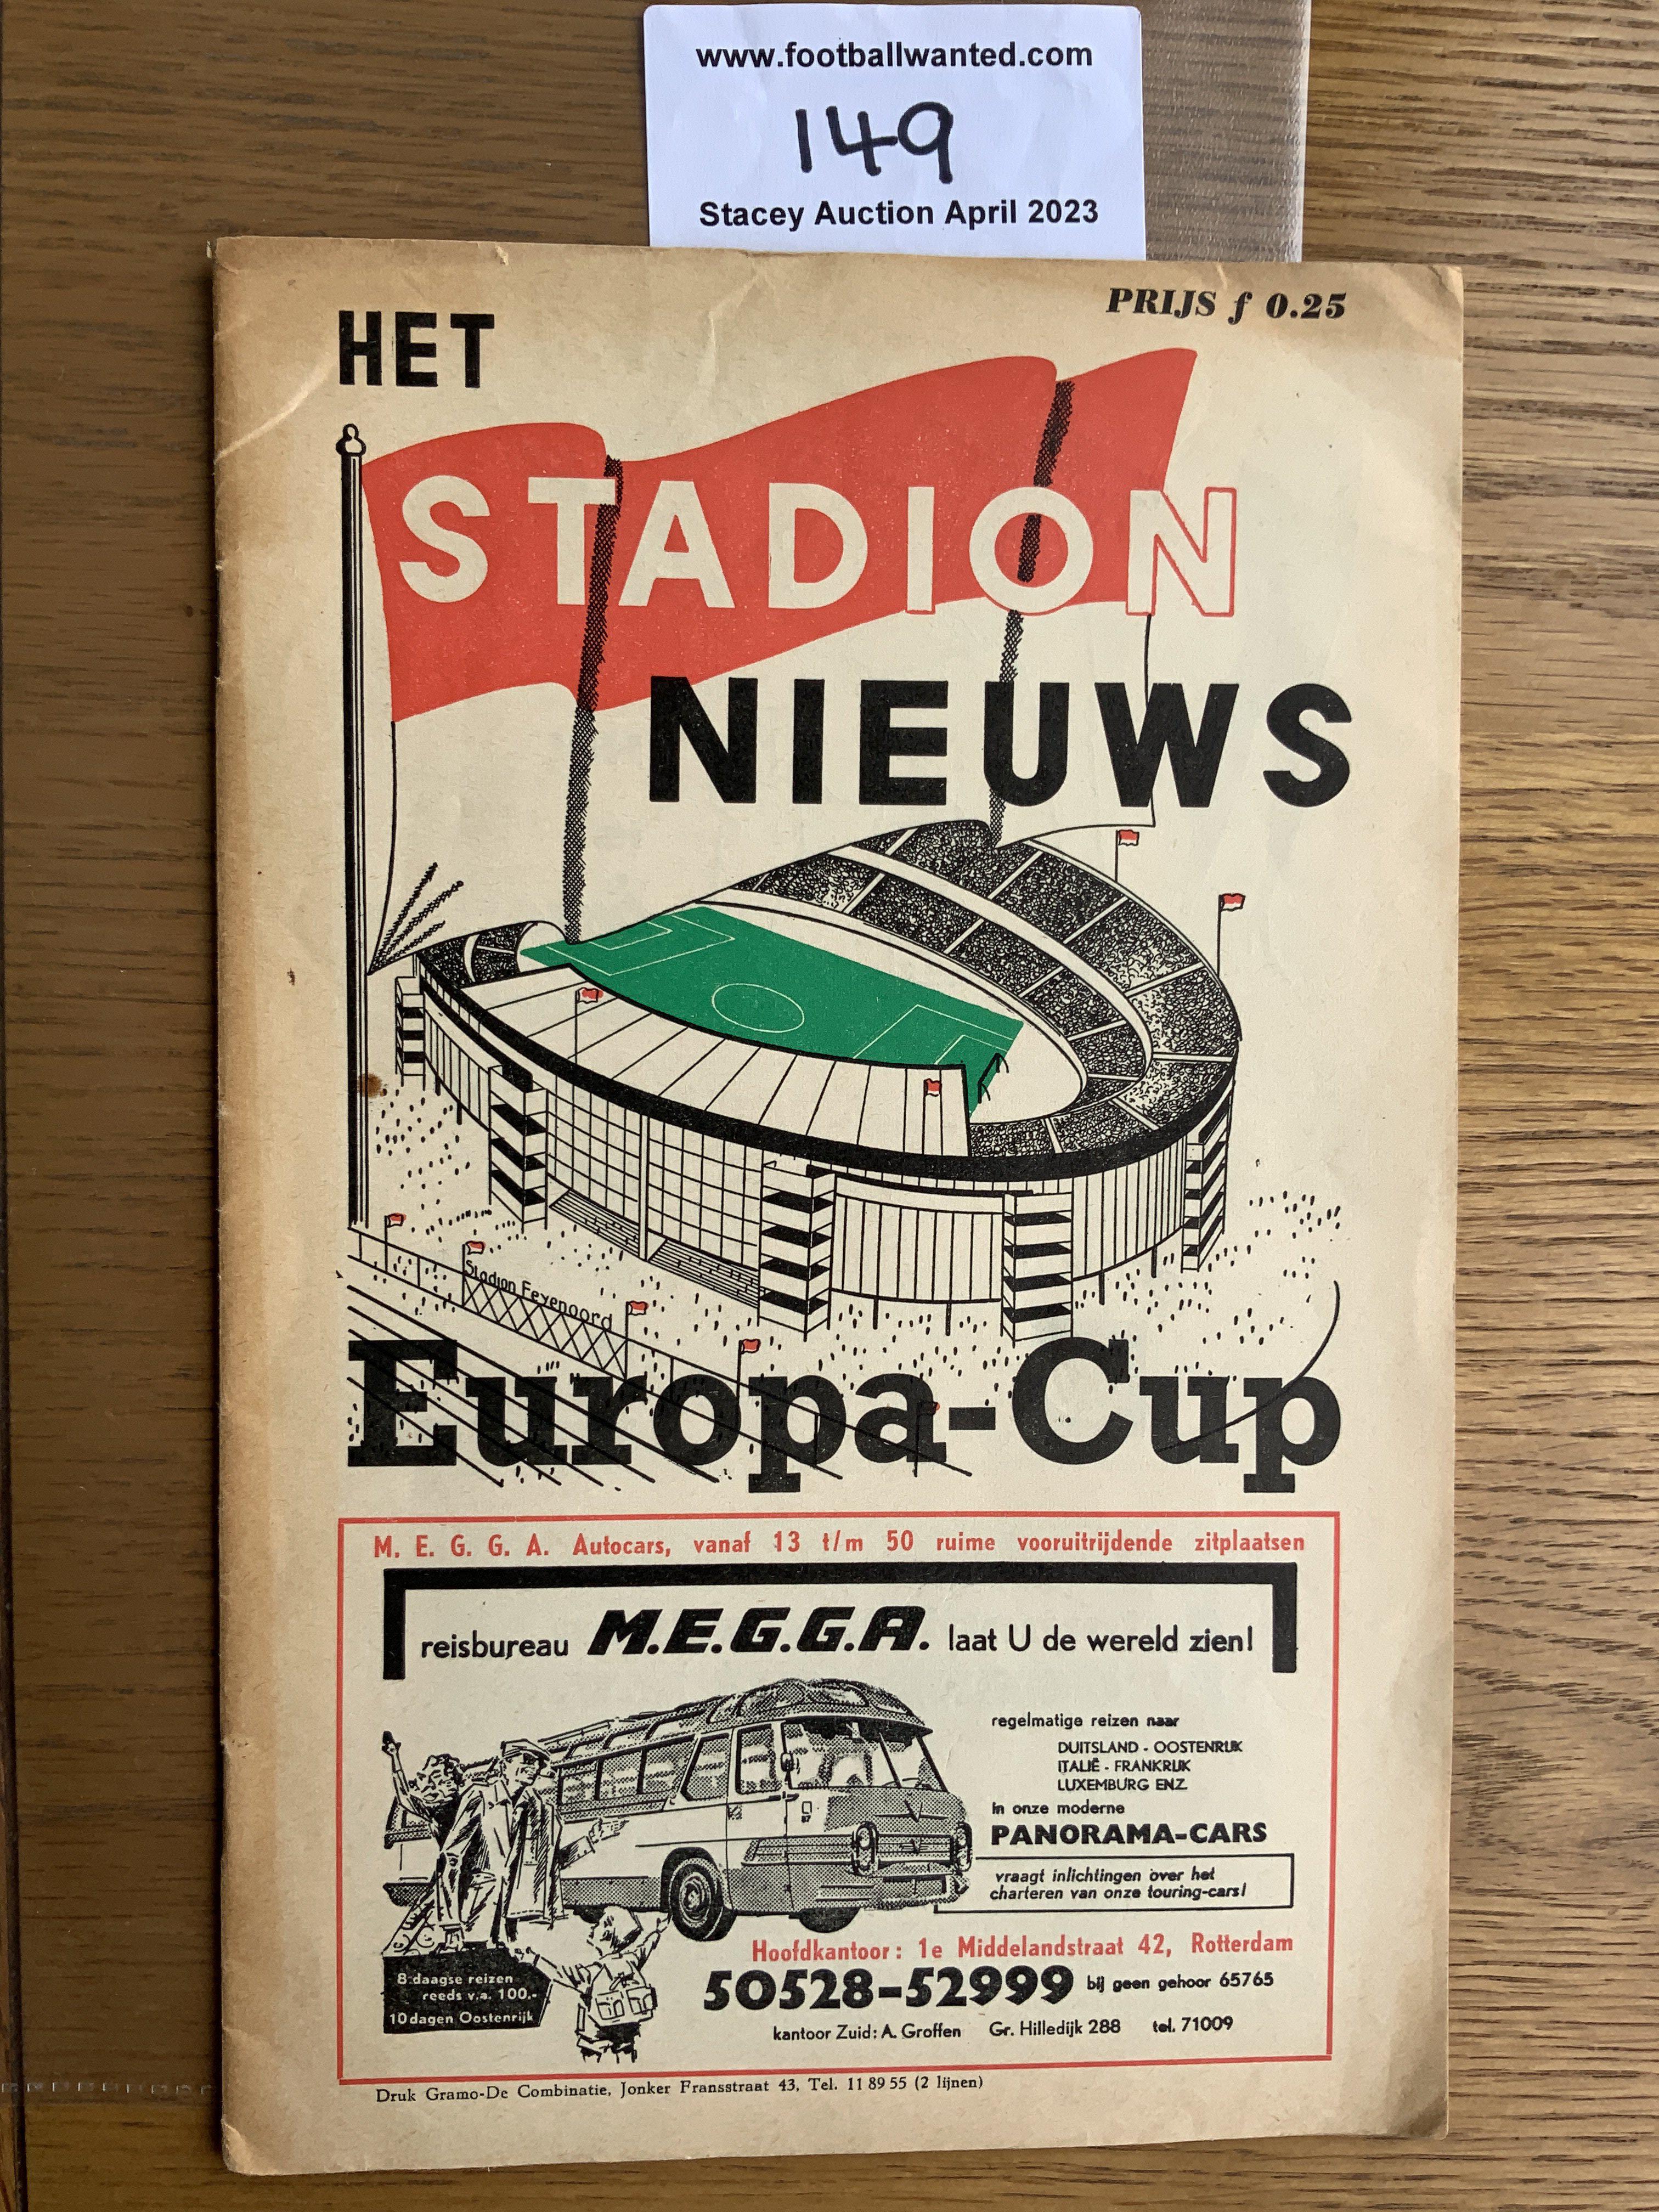 www.footballwanted.com
149
Stacey Auction April 2023
PRIJS ƒ 0.25
HET
STADION
NIEUWS
Stadion Feyenoord
Europa-Cup
M. E. G. G. A. Autocars, vanaf 13 t/m 50 ruime vooruitrijdende zitplaatsen
reisbureau M.E.G.G.A. laat U de wereld zien!
regelmatige reizen naar
DUITSLAND - OOSTENRIJK
ITALIË - FRANKRIJK
LUXEMBURG ENZ.
in onze moderne
PANORAMA-CARS
vraagt inlichtingen over het
charteren van onze touring-cars!
Hoofdkantoor: 1e Middelandstraat 42, Rotterdam
50528-52999 bij geen gehoor 65765
kantoor Zuid: A. Groffen Gr. Hilledijk 288 tel. 71009
8 daagse reizen
reeds v.a. 100.-
10 dagen Oostenrijk
Druk Gramo-De Combinatie, Jonker Fransstraat 43, Tel. 11 89 55 (2 lijnen)